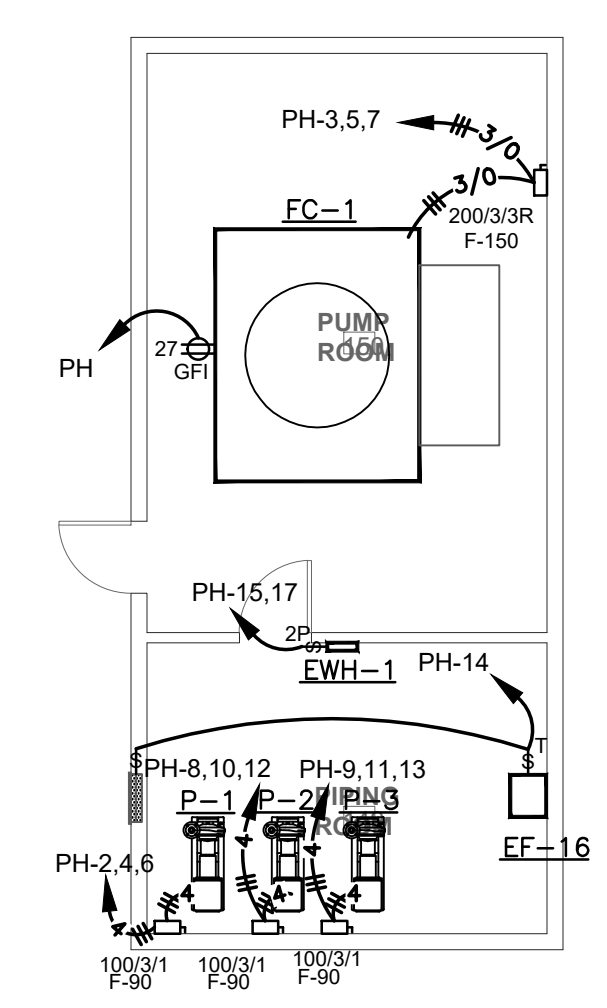 PH-3,5,7
3/0
3/0
200/3/3R
F-150
FC-1
PUMP
150
ROOM
27
GFI
PH
PH-15,17
2P
S
EWH-1
PH-14
S
S
T
PH-8,10,12
PH-9,11,13
P-1
P-2
P-3
PIPING
ROOM
EF-16
PH-2,4,6
4
4
4
4
4
4
100/3/1
F-90
100/3/1
F-90
100/3/1
F-90